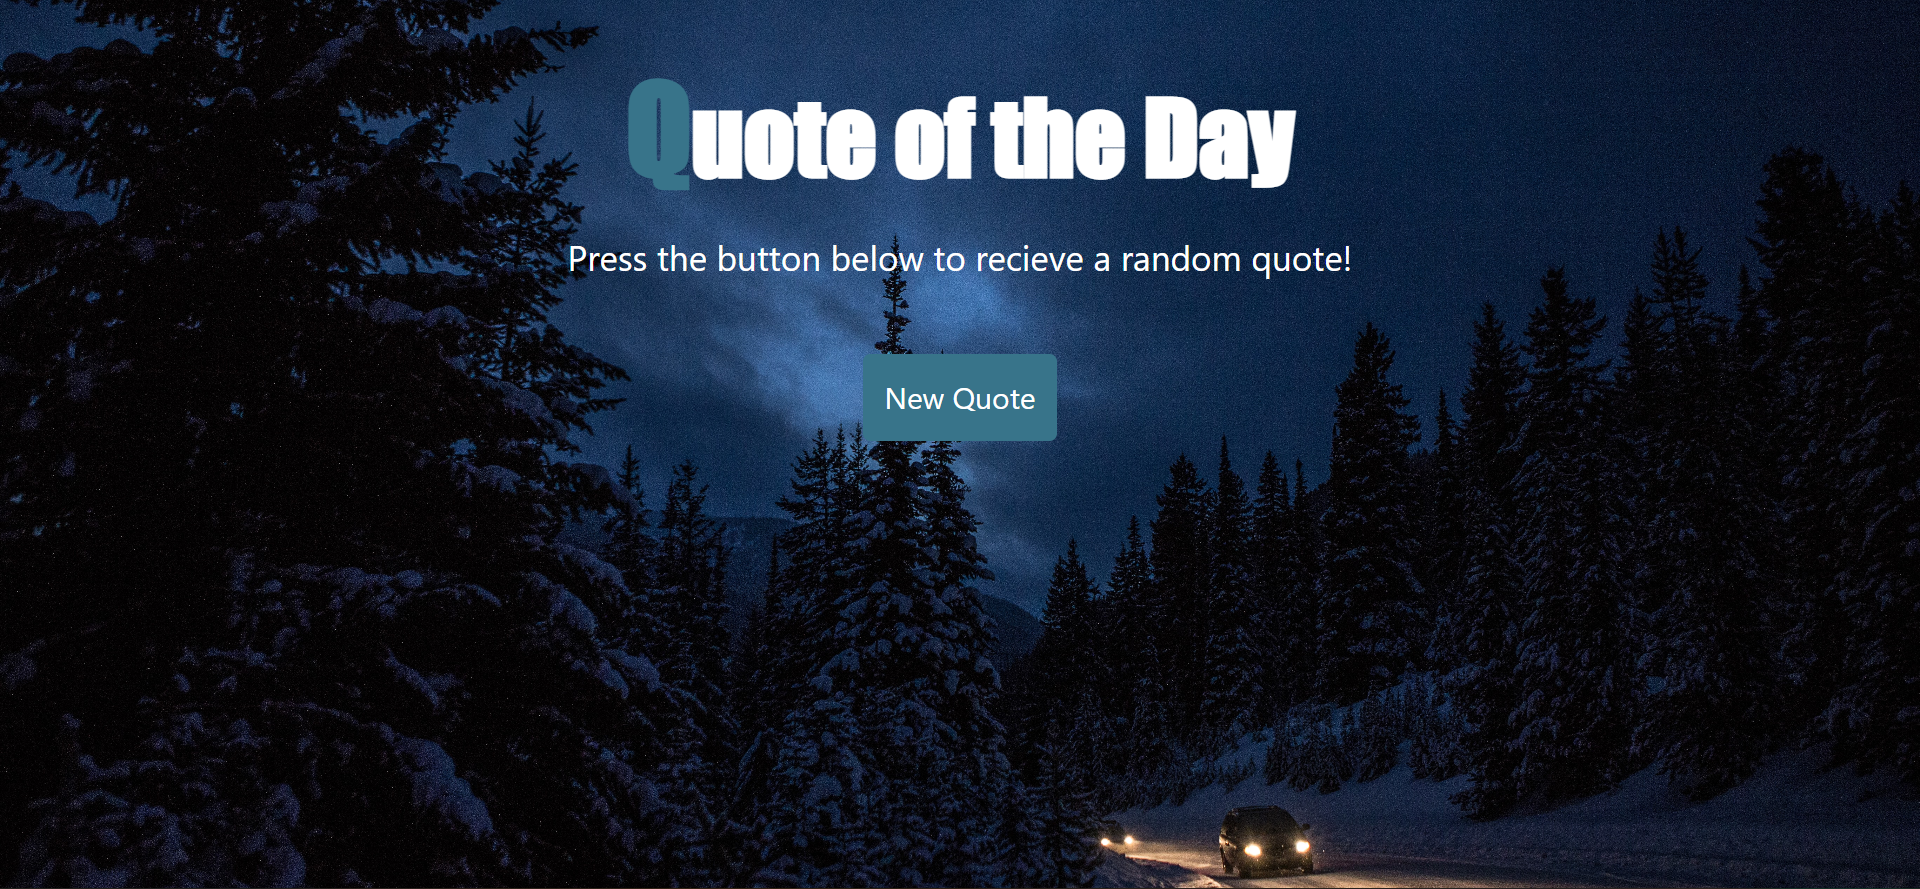 Quote of the Day
Press the button below to recieve a random quote!
New Quote